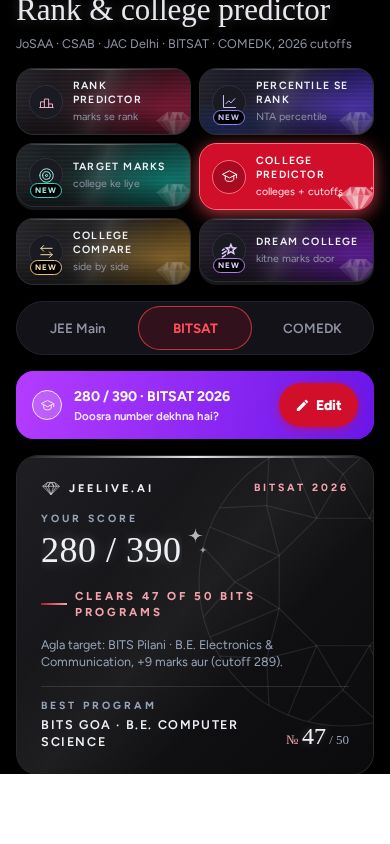 Rank & college predictor
JoSAA · CSAB · JAC Delhi · BITSAT · COMEDK, 2026 cutoffs
RANK
PREDICTOR
marks se rank
PERCENTILE SE
RANK
NTA percentile
NEW
TARGET MARKS
college ke liye
NEW
COLLEGE
PREDICTOR
colleges + cutoffs
COLLEGE
COMPARE
side by side
NEW
DREAM COLLEGE
kitne marks door
NEW
JEE Main
BITSAT
COMEDK
280 / 390 · BITSAT 2026
Doosra number dekhna hai?
Edit
JEELIVE.AI
BITSAT 2026
YOUR SCORE
280 / 390
CLEARS 47 OF 50 BITS
PROGRAMS
Agla target: BITS Pilani · B.E. Electronics &
Communication, +9 marks aur (cutoff 289).
BEST PROGRAM
BITS GOA · B.E. COMPUTER
SCIENCE
№ 47 / 50